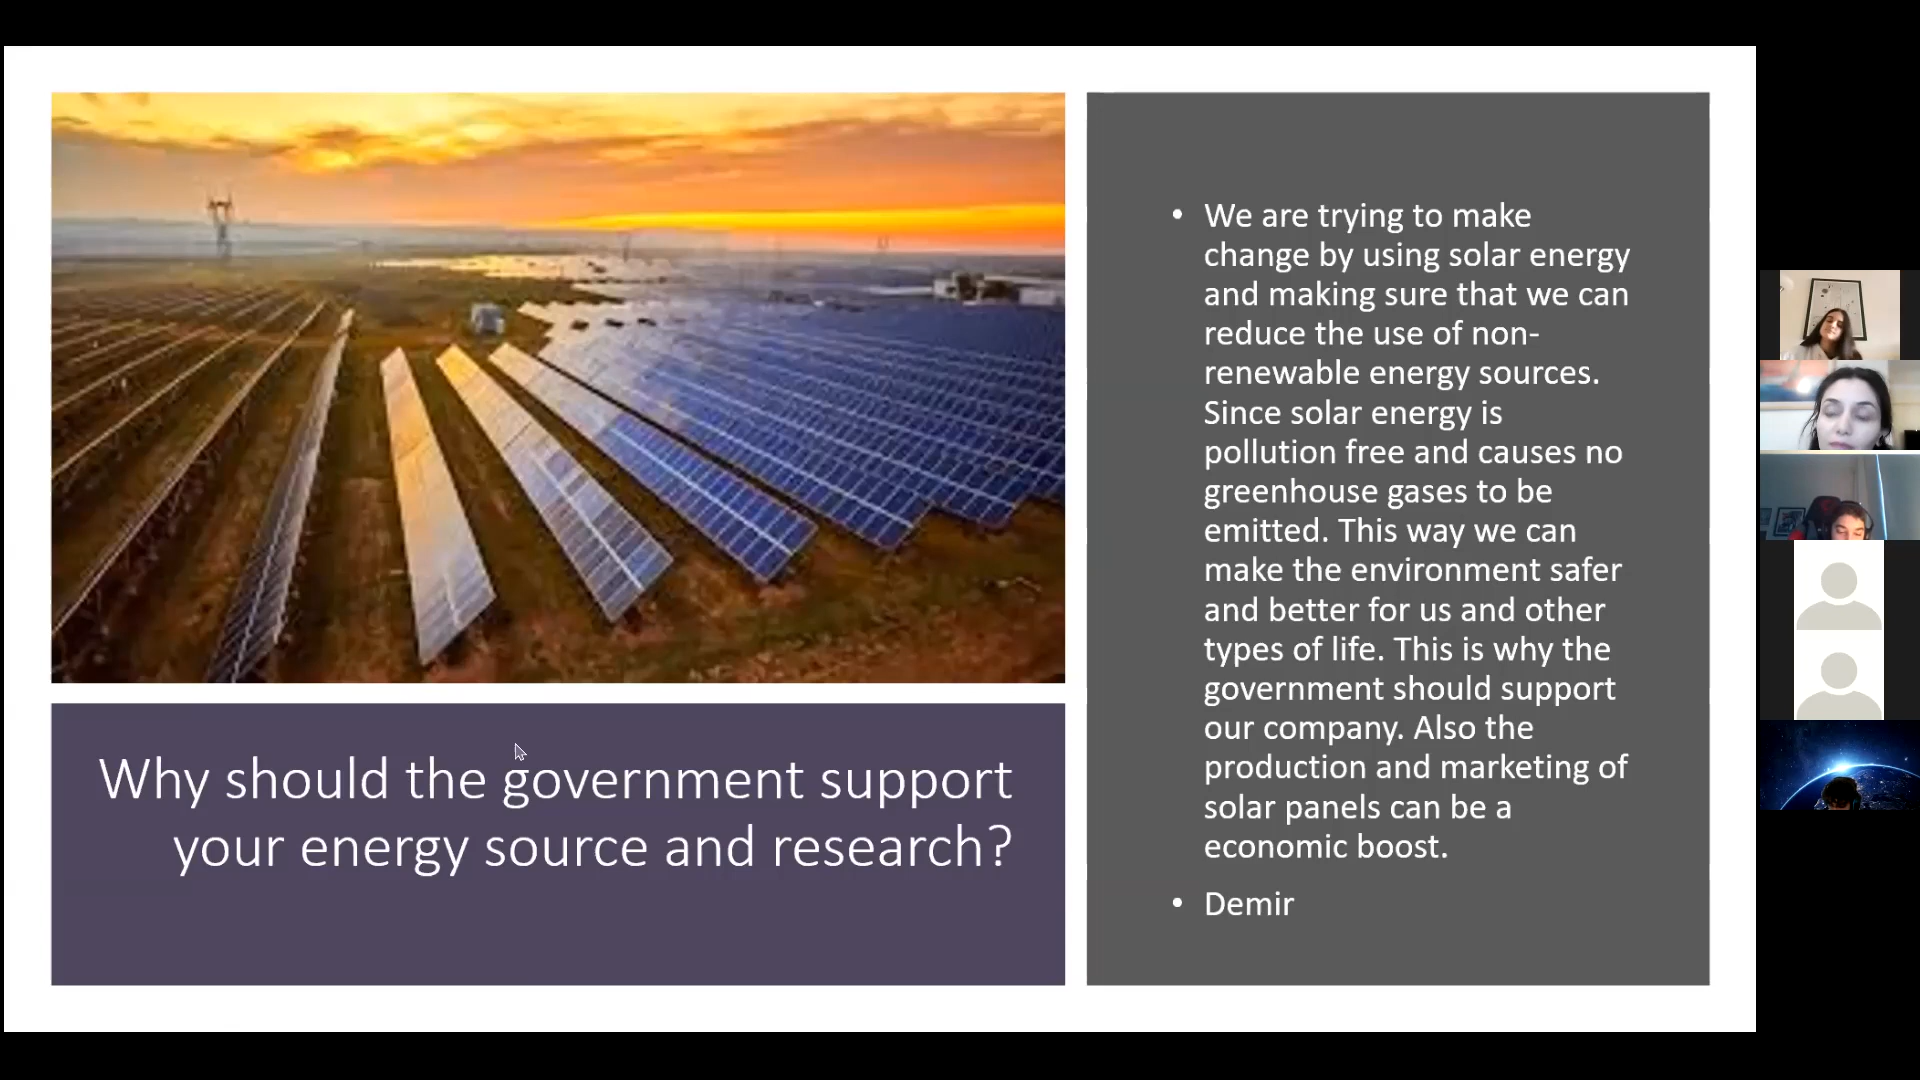 Why should the government support
your energy source and research?
• We are trying to make
change by using solar energy
and making sure that we can
reduce the use of non-
renewable energy sources.
Since solar energy is
pollution free and causes no
greenhouse gases to be
emitted. This way we can
make the environment safer
and better for us and other
types of life. This is why the
government should support
our company. Also the
production and marketing of
solar panels can be a
economic boost.
• Demir